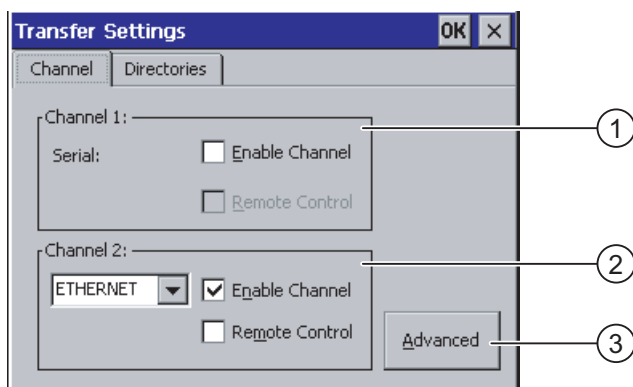 Transfer Settings OK ×
Channel Directories
Channel 1:
1
Serial: Enable Channel
Remote Control
Channel 2:
2
ETHERNET Enable Channel
Remote Control
Advanced
3